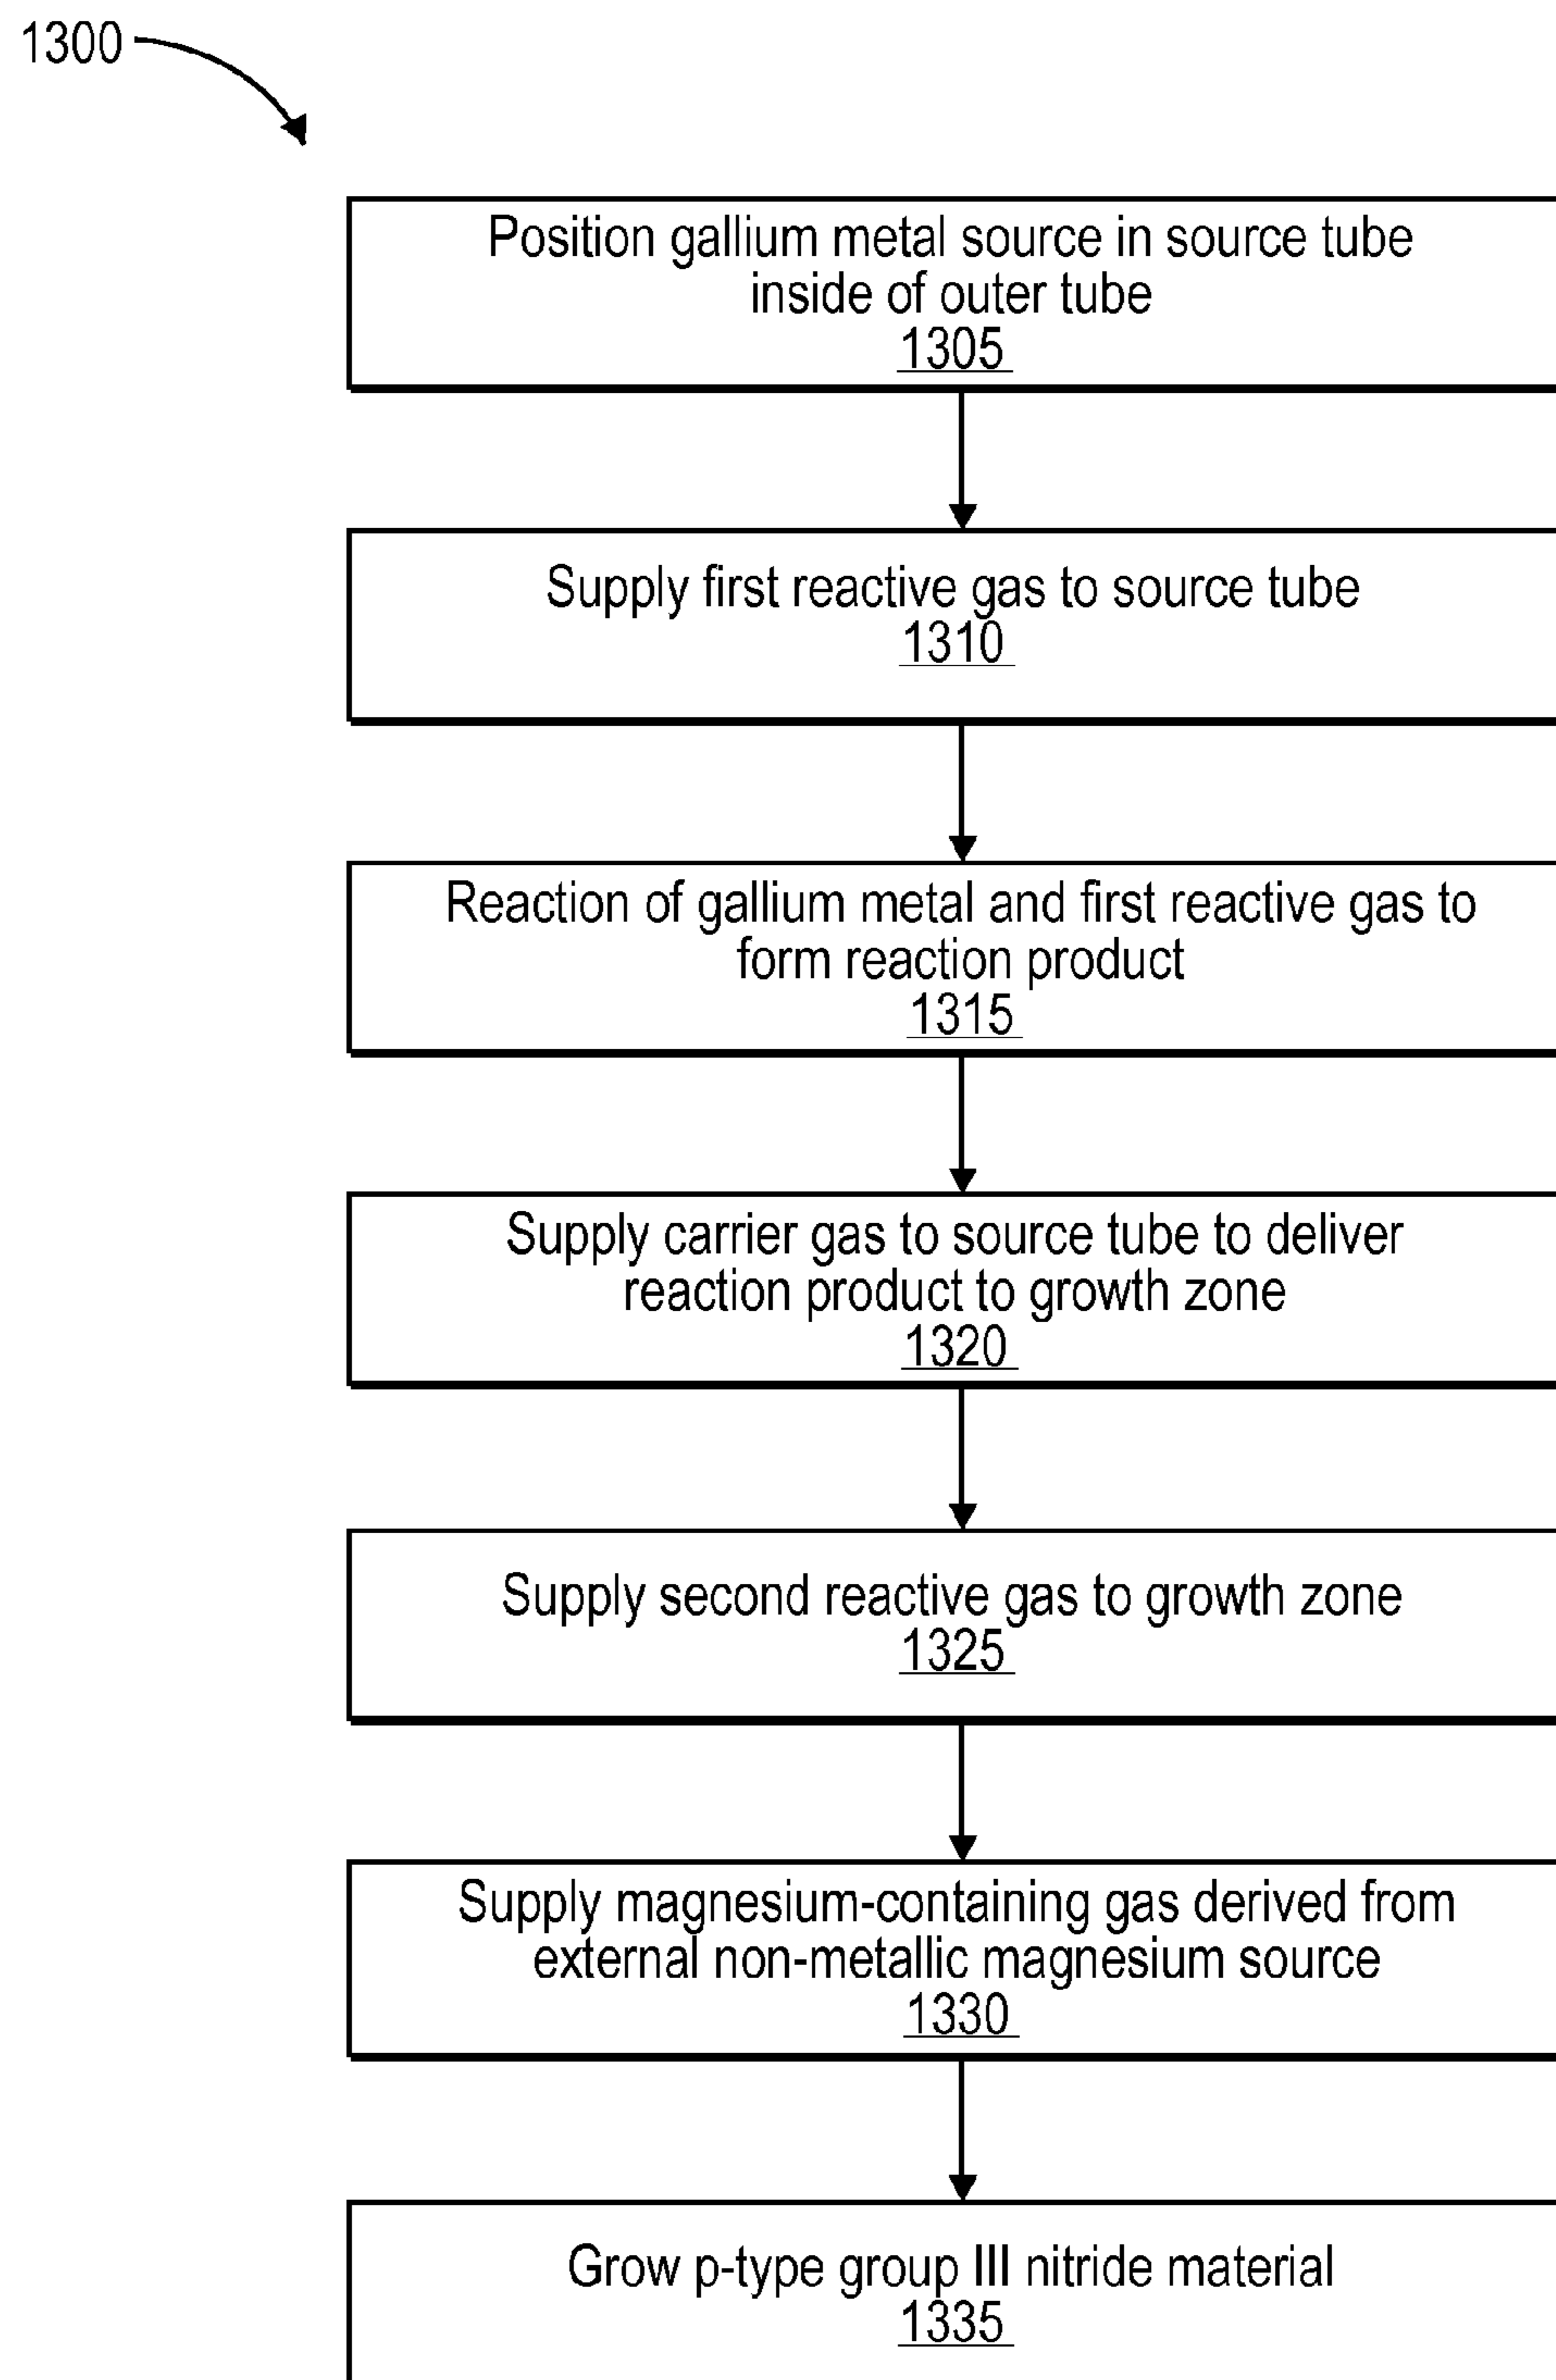 1300
Position gallium metal source in source tube
inside of outer tube
1305
Supply first reactive gas to source tube
1310
Reaction of gallium metal and first reactive gas to
form reaction product
1315
Supply carrier gas to source tube to deliver
reaction product to growth zone
1320
Supply second reactive gas to growth zone
1325
Supply magnesium-containing gas derived from
external non-metallic magnesium source
1330
Grow p-type group III nitride material
1335